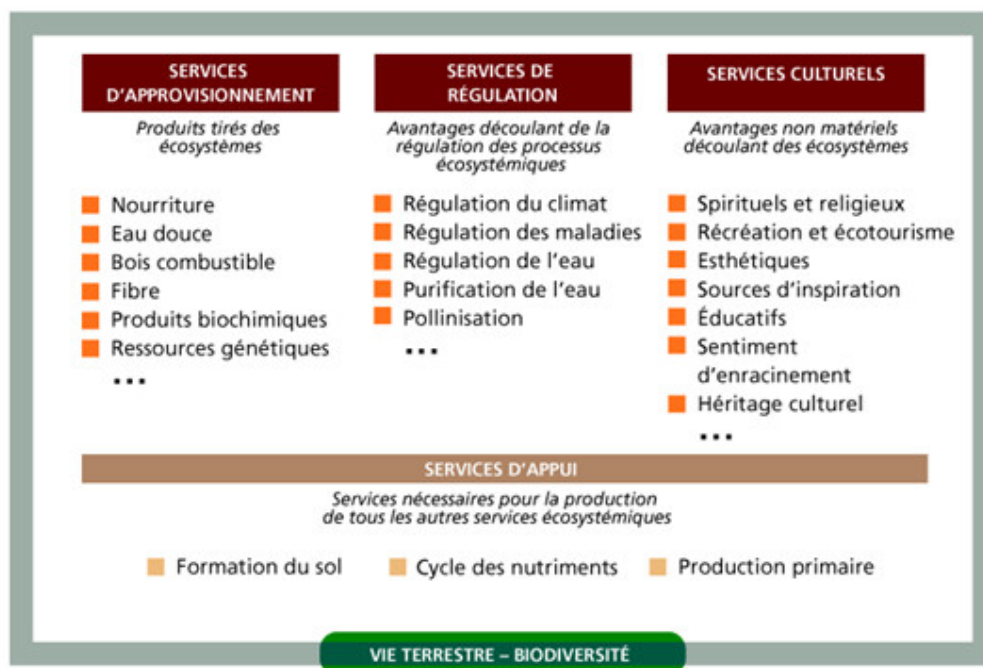 SERVICES
D'APPROVISIONNEMENT
Produits tirés des
écosystèmes
Nourriture
Eau douce
Bois combustible
Fibre
Produits biochimiques
Ressources génétiques
...
SERVICES DE
RÉGULATION
Avantages découlant de la
régulation des processus
écosystémiques
Régulation du climat
Régulation des maladies
Régulation de l'eau
Purification de l'eau
Pollinisation
...
SERVICES CULTURELS
Avantages non matériels
découlant des écosystèmes
Spirituels et religieux
Récréation et écotourisme
Esthétiques
Sources d'inspiration
Éducatifs
Sentiment
d'enracinement
Héritage culturel
...
SERVICES D'APPUI
Services nécessaires pour la production
de tous les autres services écosystémiques
Formation du sol
Cycle des nutriments
Production primaire
VIE TERRESTRE – BIODIVERSITÉ